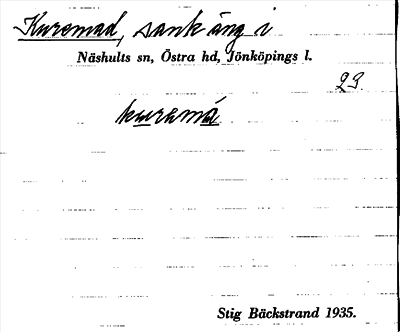 Kuremad, sank äng i
Näshults sn, Östra hd, Jönköpings l.
23.
kuremá
Stig Bäckstrand 1935.